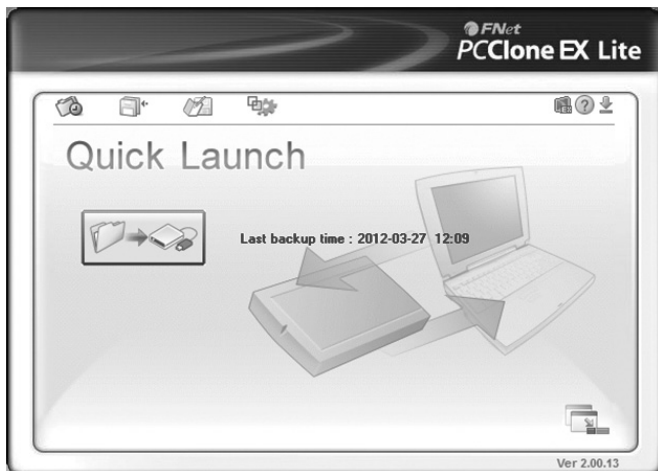 FNet
PCClone EX Lite
Quick Launch
Last backup time : 2012-03-27 12:09
Ver 2.00.13